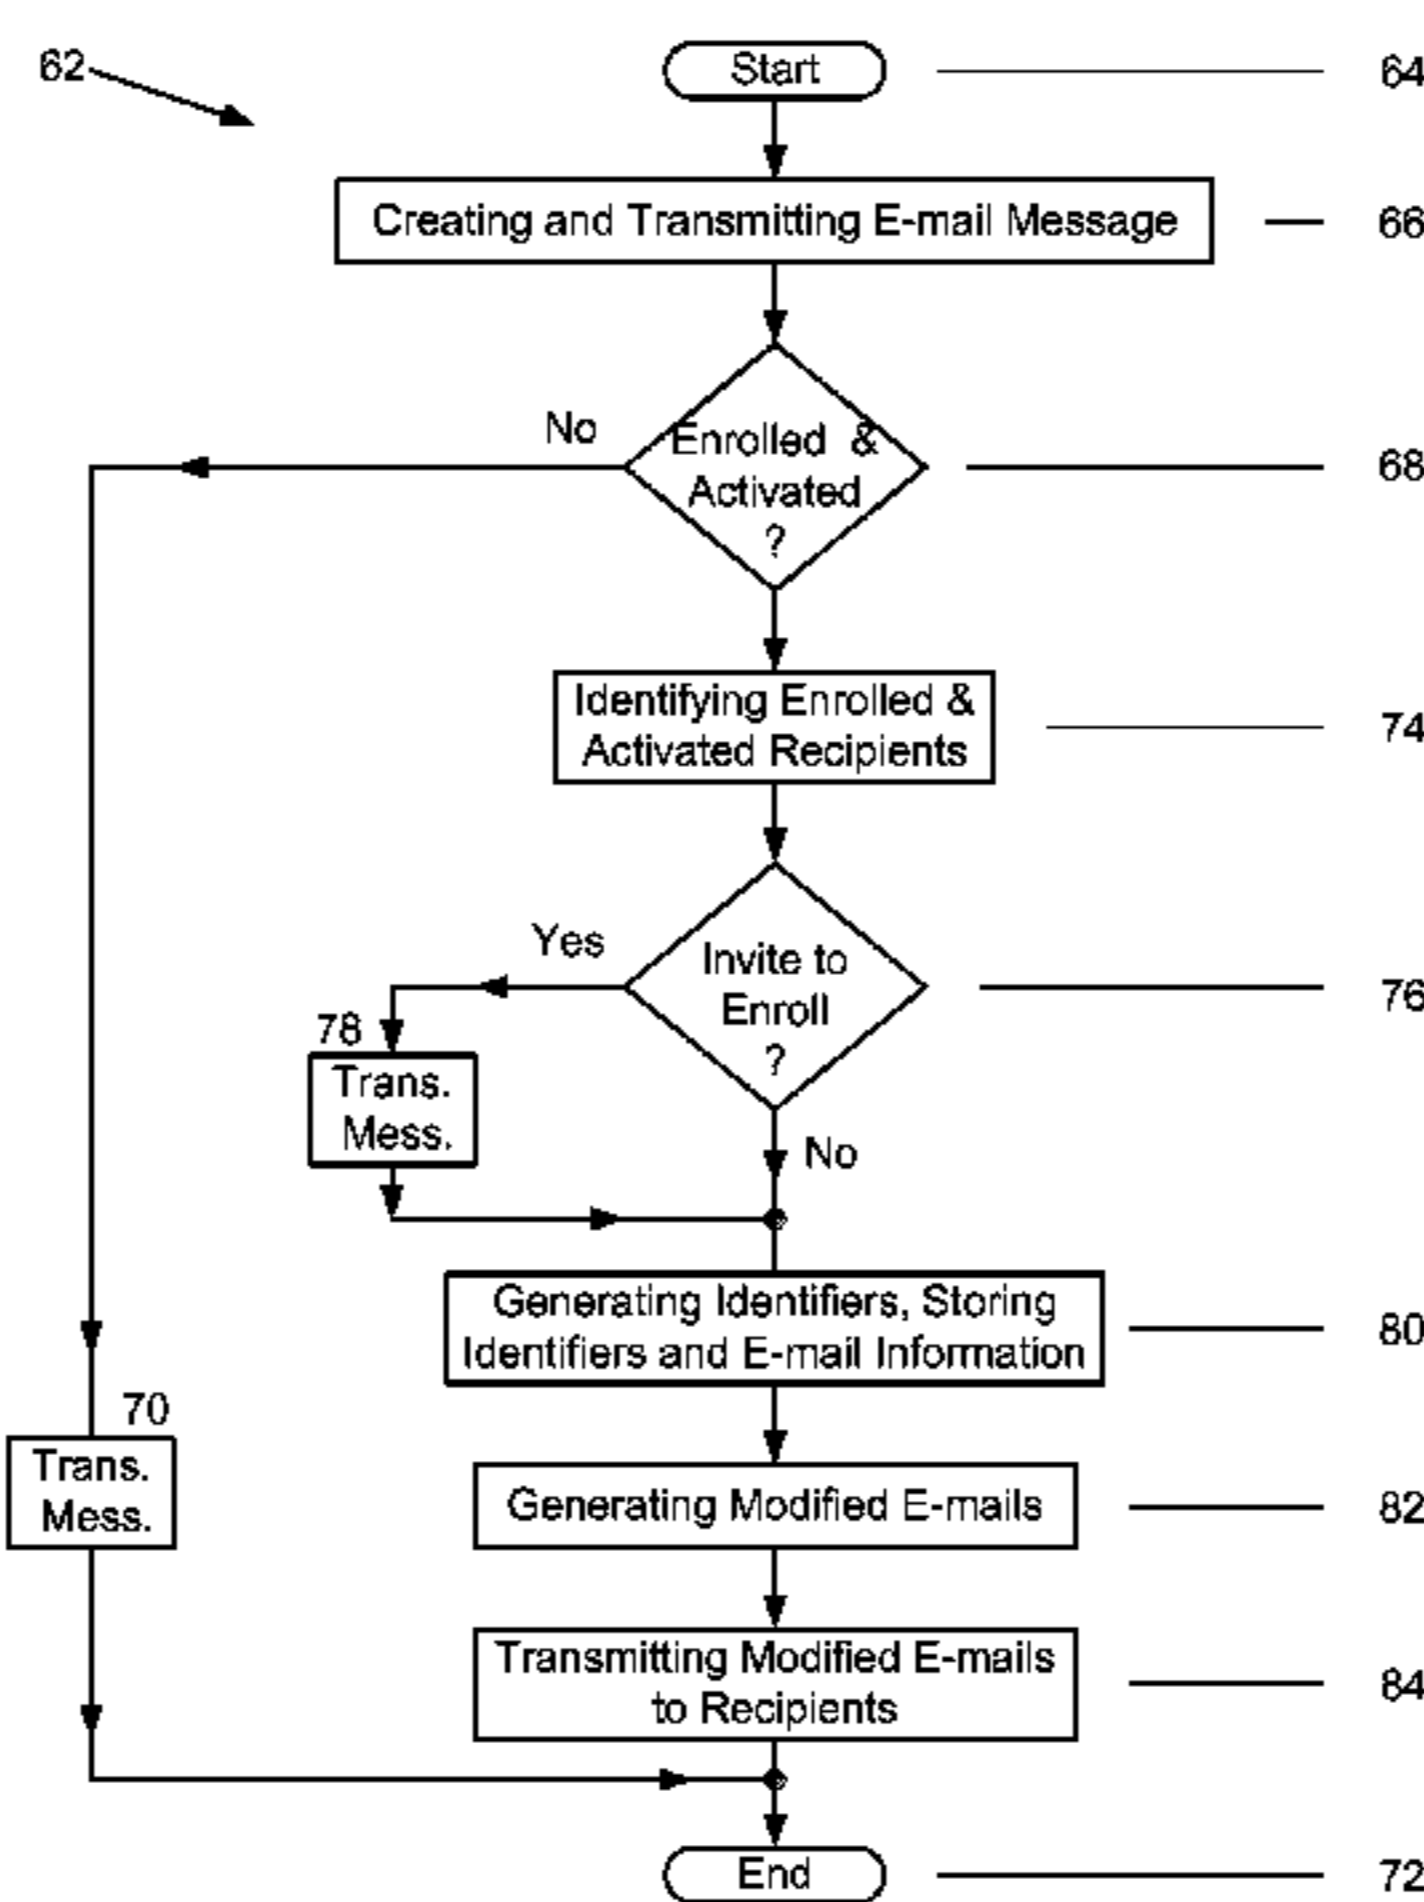 62
Start
64
Creating and Transmitting E-mail Message
66
No
Enrolled &
Activated
?
68
Identifying Enrolled &
Activated Recipients
74
Yes
Invite to
Enroll
?
76
78
Trans.
Mess.
No
Generating Identifiers, Storing
Identifiers and E-mail Information
80
70
Trans.
Mess.
Generating Modified E-mails
82
Transmitting Modified E-mails
to Recipients
84
End
72